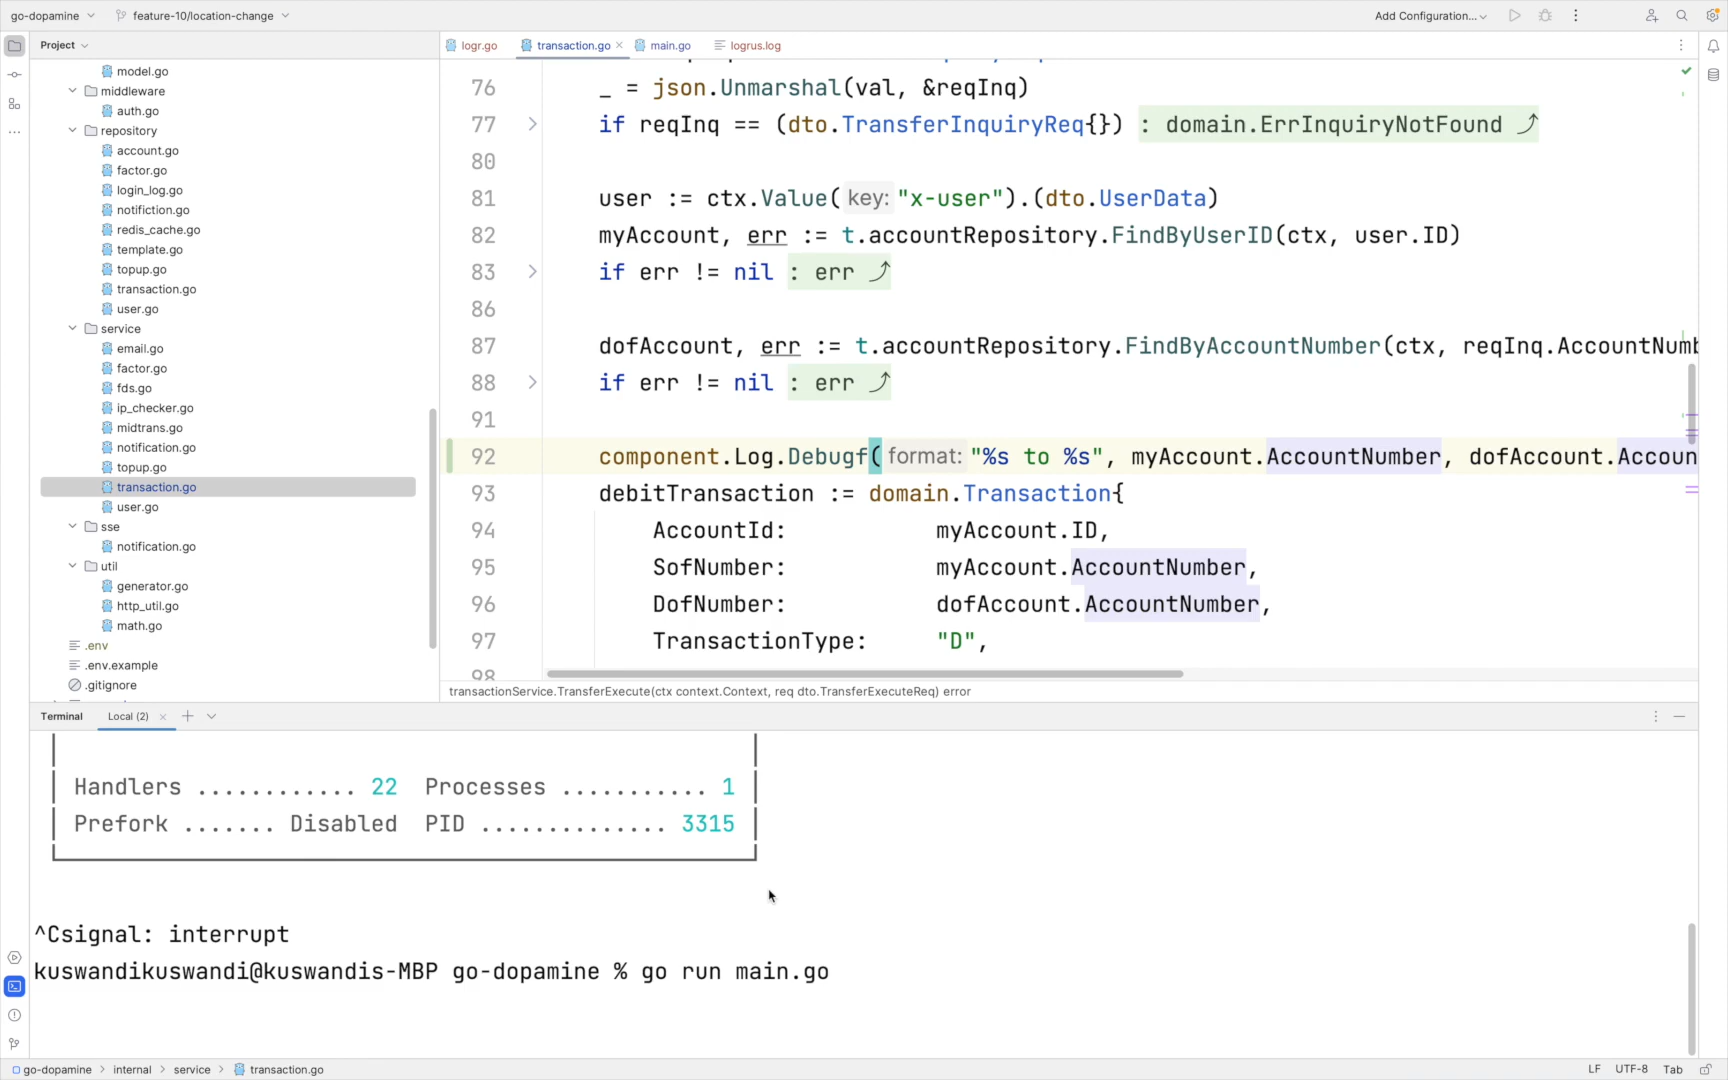 go-dopamine
feature-10/location-change
Add Configuration...
Project
logr.go
transaction.go
main.go
logrus.log
model.go
middleware
auth.go
repository
account.go
factor.go
login_log.go
notifiction.go
redis_cache.go
template.go
topup.go
transaction.go
user.go
service
email.go
factor.go
fds.go
ip_checker.go
midtrans.go
notification.go
topup.go
transaction.go
user.go
sse
notification.go
util
generator.go
http_util.go
math.go
.env
.env.example
.gitignore
76 _ = json.Unmarshal(val, &reqInq)
77 if reqInq == (dto.TransferInquiryReq{}) : domain.ErrInquiryNotFound
80
81 user := ctx.Value( key: "x-user").(dto.UserData)
82 myAccount, err := t.accountRepository.FindByUserID(ctx, user.ID)
83 if err != nil : err
86
87 dofAccount, err := t.accountRepository.FindByAccountNumber(ctx, reqInq.AccountNumb
88 if err != nil : err
91
92 component.Log.Debugf( format: "%s to %s", myAccount.AccountNumber, dofAccount.Accoun
93 debitTransaction := domain.Transaction{
94 AccountId: myAccount.ID,
95 SofNumber: myAccount.AccountNumber,
96 DofNumber: dofAccount.AccountNumber,
97 TransactionType: "D",
98
transactionService.TransferExecute(ctx context.Context, req dto.TransferExecuteReq) error
Terminal
Local (2)
Handlers ............ 22 Processes ........... 1
Prefork ....... Disabled PID .............. 3315
^Csignal: interrupt
kuswandikuswandi@kuswandis-MBP go-dopamine % go run main.go
go-dopamine > internal > service > transaction.go
LF UTF-8 Tab